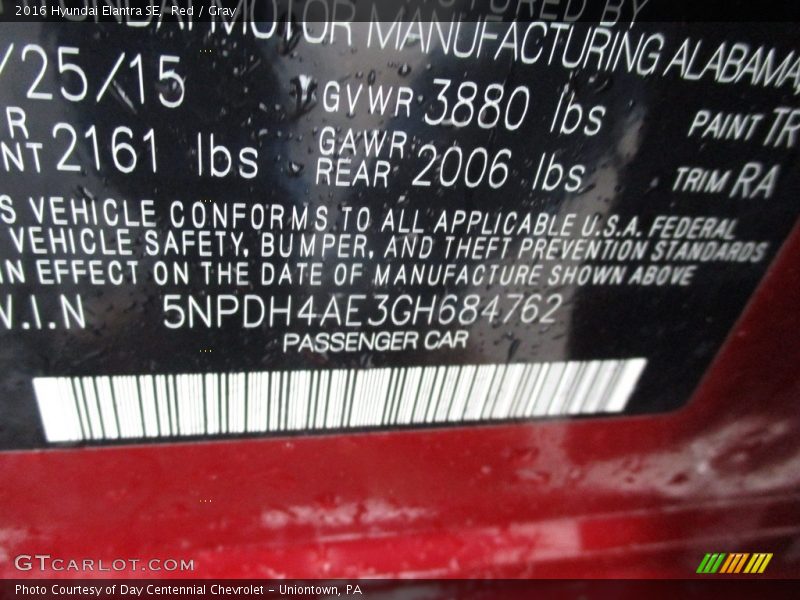 2016 Hyundai Elantra SE, Red / Gray
MOTOR MANUFACTURING ALABAMA,
/25/15
GVWR 3880 lbs
PAINT TR
NT 2161 lbs
GAWR
REAR 2006 lbs
TRIM RA
S VEHICLE CONFORMS TO ALL APPLICABLE U.S.A. FEDERAL
VEHICLE SAFETY, BUMPER, AND THEFT PREVENTION STANDARDS
IN EFFECT ON THE DATE OF MANUFACTURE SHOWN ABOVE
V.I.N 5NPDH4AE3GH684762
PASSENGER CAR
GTCARLOT.COM
Photo Courtesy of Day Centennial Chevrolet - Uniontown, PA